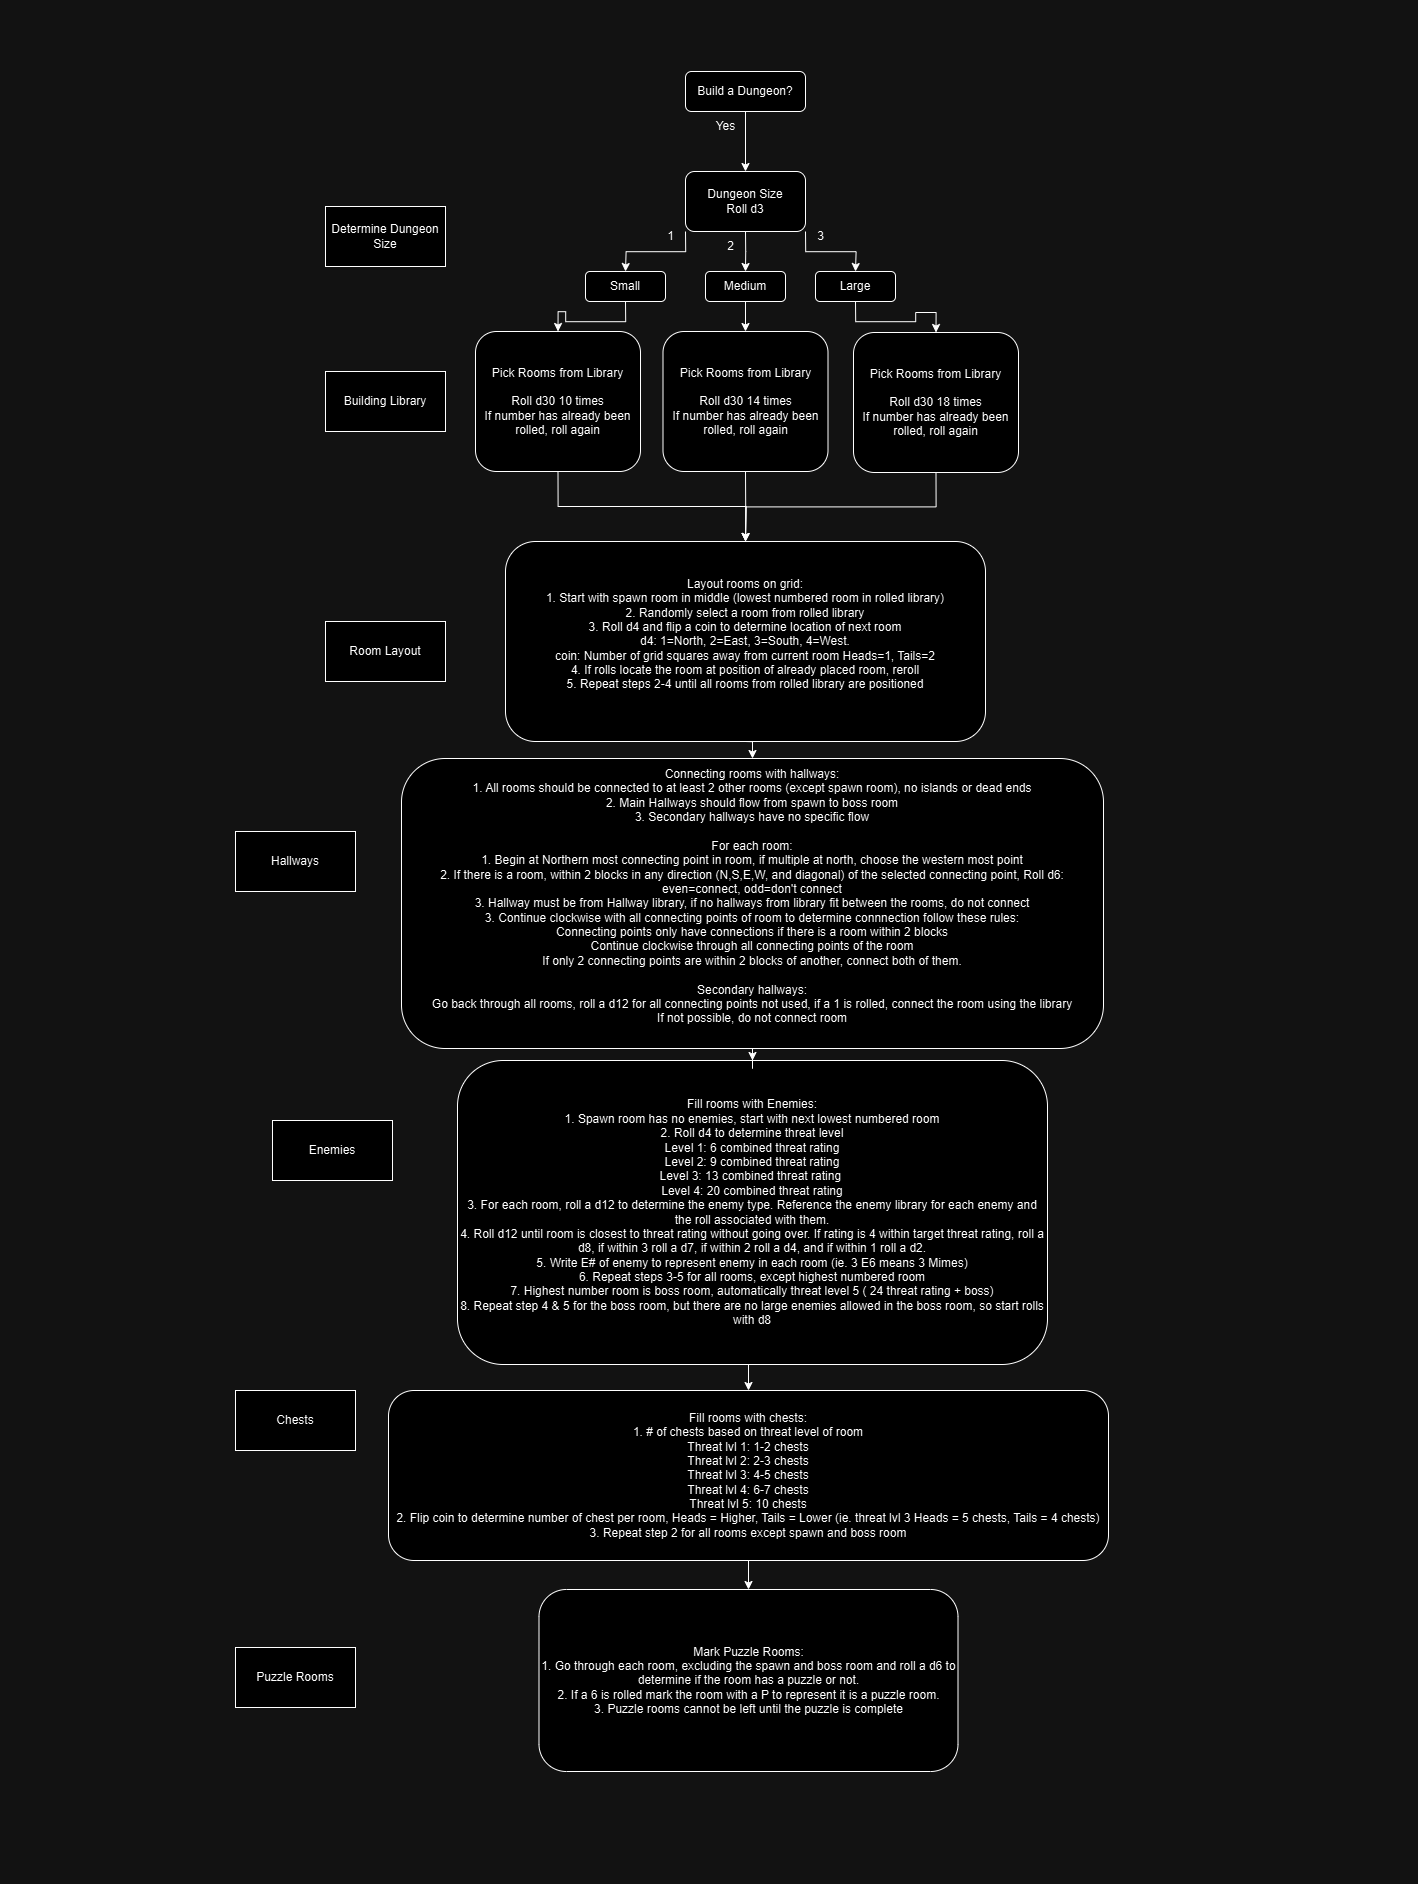 Build a Dungeon?
Yes
Dungeon Size
Roll d3
Determine Dungeon
Size
1
2
3
Small
Medium
Large
Building Library
Pick Rooms from Library
Roll d30 10 times
If number has already been
rolled, roll again
Pick Rooms from Library
Roll d30 14 times
If number has already been
rolled, roll again
Pick Rooms from Library
Roll d30 18 times
If number has already been
rolled, roll again
Room Layout
Layout rooms on grid:
1. Start with spawn room in middle (lowest numbered room in rolled library)
2. Randomly select a room from rolled library
3. Roll d4 and flip a coin to determine location of next room
d4: 1=North, 2=East, 3=South, 4=West.
coin: Number of grid squares away from current room Heads=1, Tails=2
4. If rolls locate the room at position of already placed room, reroll
5. Repeat steps 2-4 until all rooms from rolled library are positioned
Hallways
Connecting rooms with hallways:
1. All rooms should be connected to at least 2 other rooms (except spawn room), no islands or dead ends
2. Main Hallways should flow from spawn to boss room
3. Secondary hallways have no specific flow
For each room:
1. Begin at Northern most connecting point in room, if multiple at north, choose the western most point
2. If there is a room, within 2 blocks in any direction (N,S,E,W, and diagonal) of the selected connecting point, Roll d6:
even=connect, odd=don't connect
3. Hallway must be from Hallway library, if no hallways from library fit between the rooms, do not connect
3. Continue clockwise with all connecting points of room to determine connnection follow these rules:
Connecting points only have connections if there is a room within 2 blocks
Continue clockwise through all connecting points of the room
If only 2 connecting points are within 2 blocks of another, connect both of them.
Secondary hallways:
Go back through all rooms, roll a d12 for all connecting points not used, if a 1 is rolled, connect the room using the library
If not possible, do not connect room
Enemies
Fill rooms with Enemies:
1. Spawn room has no enemies, start with next lowest numbered room
2. Roll d4 to determine threat level
Level 1: 6 combined threat rating
Level 2: 9 combined threat rating
Level 3: 13 combined threat rating
Level 4: 20 combined threat rating
3. For each room, roll a d12 to determine the enemy type. Reference the enemy library for each enemy and
the roll associated with them.
4. Roll d12 until room is closest to threat rating without going over. If rating is 4 within target threat rating, roll a
d8, if within 3 roll a d7, if within 2 roll a d4, and if within 1 roll a d2.
5. Write E# of enemy to represent enemy in each room (ie. 3 E6 means 3 Mimes)
6. Repeat steps 3-5 for all rooms, except highest numbered room
7. Highest number room is boss room, automatically threat level 5 ( 24 threat rating + boss)
8. Repeat step 4 & 5 for the boss room, but there are no large enemies allowed in the boss room, so start rolls
with d8
Chests
Fill rooms with chests:
1. # of chests based on threat level of room
Threat lvl 1: 1-2 chests
Threat lvl 2: 2-3 chests
Threat lvl 3: 4-5 chests
Threat lvl 4: 6-7 chests
Threat lvl 5: 10 chests
2. Flip coin to determine number of chest per room, Heads = Higher, Tails = Lower (ie. threat lvl 3 Heads = 5 chests, Tails = 4 chests)
3. Repeat step 2 for all rooms except spawn and boss room
Puzzle Rooms
Mark Puzzle Rooms:
1. Go through each room, excluding the spawn and boss room and roll a d6 to
determine if the room has a puzzle or not.
2. If a 6 is rolled mark the room with a P to represent it is a puzzle room.
3. Puzzle rooms cannot be left until the puzzle is complete